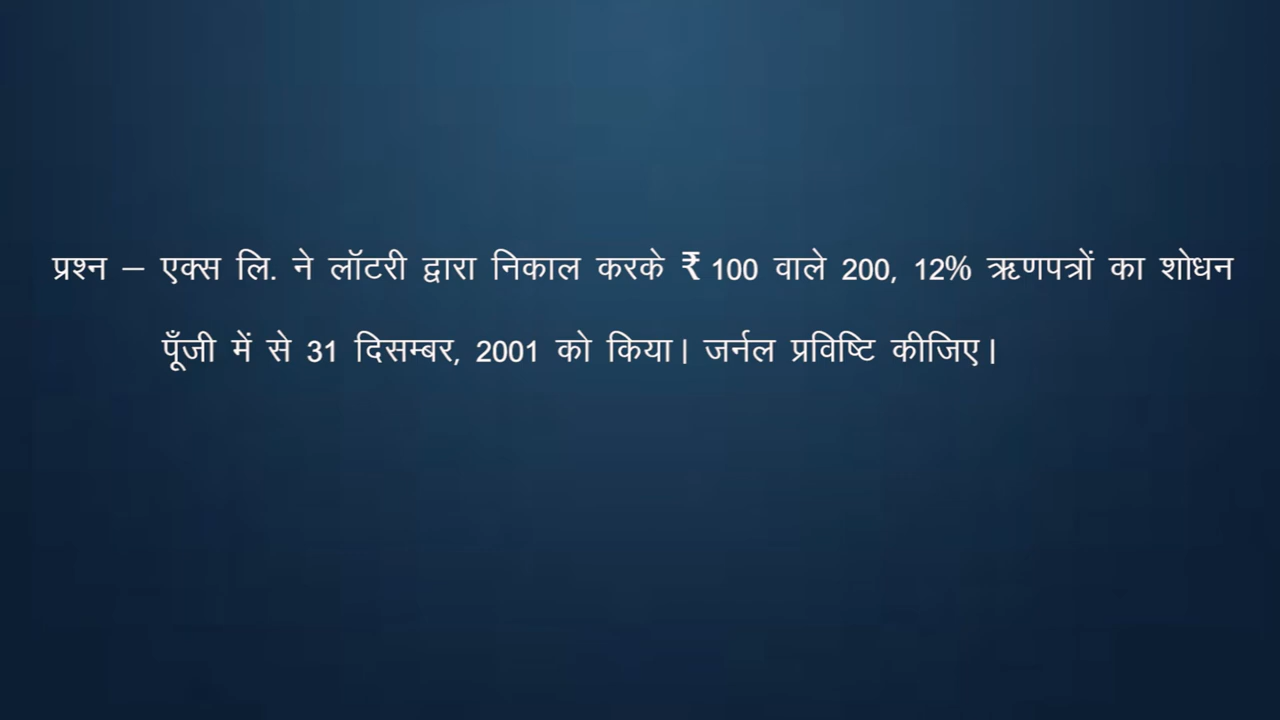 प्रश्न – एक्स लि. ने लॉटरी द्वारा निकाल करके ₹ 100 वाले 200, 12% ऋणपत्रों का शोधन
पूँजी में से 31 दिसम्बर, 2001 को किया। जर्नल प्रविष्टि कीजिए।